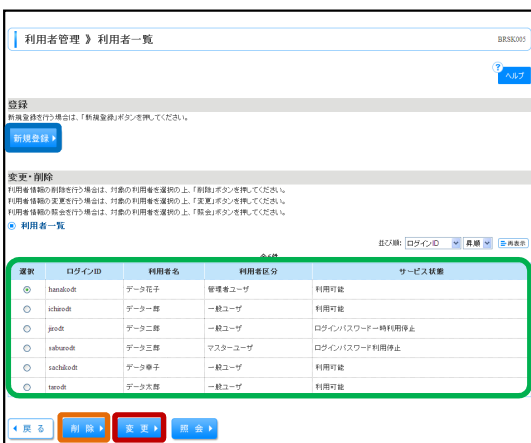 利用者管理 》 利用者一覧
BRSK005
? ヘルプ
登録
新規登録を行う場合は、「新規登録」ボタンを押してください。
新規登録
変更・削除
利用者情報の削除を行う場合は、対象の利用者を選択の上、「削除」ボタンを押してください。
利用者情報の変更を行う場合は、対象の利用者を選択の上、「変更」ボタンを押してください。
利用者情報の照会を行う場合は、対象の利用者を選択の上、「照会」ボタンを押してください。
利用者一覧
並び順: ログインID 昇順 再表示
全6件
選択 ログインID 利用者名 利用者区分 サービス状態
hanakodt データ花子 管理者ユーザ 利用可能
ichirodt データ一郎 一般ユーザ 利用可能
jirodt データ二郎 一般ユーザ ログインパスワード一時利用停止
saburodt データ三郎 マスターユーザ ログインパスワード利用停止
sachikodt データ幸子 一般ユーザ 利用可能
tarodt データ太郎 一般ユーザ 利用可能
戻る 削除 変更 照会